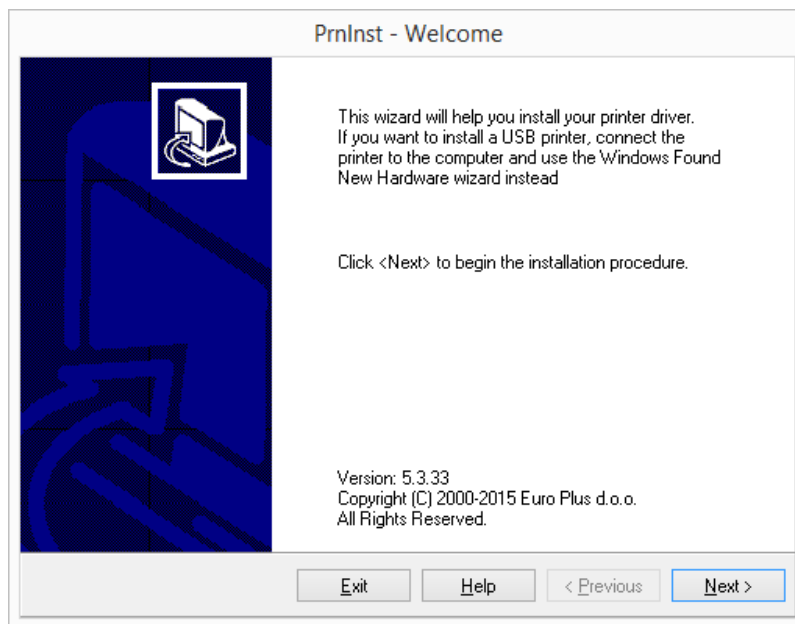 PrnInst - Welcome
This wizard will help you install your printer driver.
If you want to install a USB printer, connect the
printer to the computer and use the Windows Found
New Hardware wizard instead
Click <Next> to begin the installation procedure.
Version: 5.3.33
Copyright (C) 2000-2015 Euro Plus d.o.o.
All Rights Reserved.
Exit
Help
< Previous
Next >